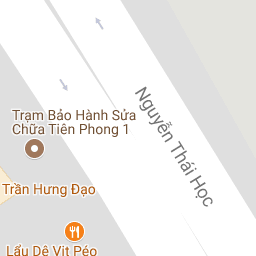 Nguyễn Thái Học
Trạm Bảo Hành Sửa
Chữa Tiên Phong 1
Trần Hưng Đạo
Lẩu Dê Vịt Péo